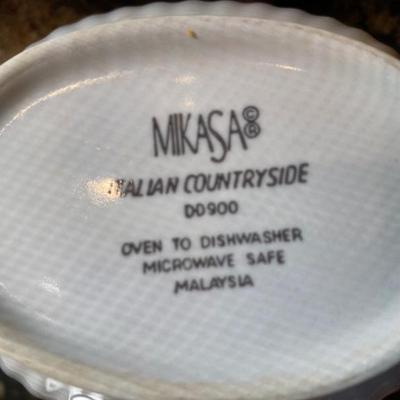 MIKASA©®
ITALIAN COUNTRYSIDE
DD900
OVEN TO DISHWASHER
MICROWAVE SAFE
MALAYSIA